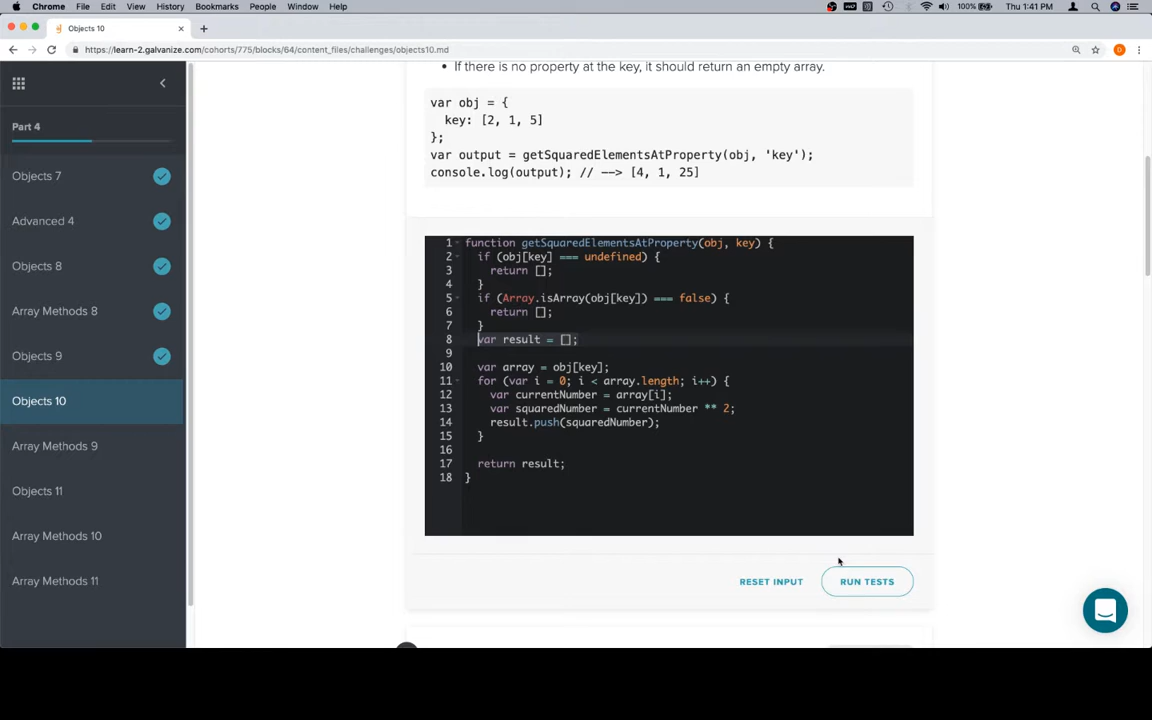 Chrome File Edit View History Bookmarks People Window Help 100% Thu 1:41 PM
Objects 10
https://learn-2.galvanize.com/cohorts/775/blocks/64/content_files/challenges/objects10.md
Part 4
Objects 7
Advanced 4
Objects 8
Array Methods 8
Objects 9
Objects 10
Array Methods 9
Objects 11
Array Methods 10
Array Methods 11
• If there is no property at the key, it should return an empty array.
var obj = {
  key: [2, 1, 5]
};
var output = getSquaredElementsAtProperty(obj, 'key');
console.log(output); // --> [4, 1, 25]
1 function getSquaredElementsAtProperty(obj, key) {
2   if (obj[key] === undefined) {
3     return [];
4   }
5   if (Array.isArray(obj[key]) === false) {
6     return [];
7   }
8   var result = [];
9
10   var array = obj[key];
11   for (var i = 0; i < array.length; i++) {
12     var currentNumber = array[i];
13     var squaredNumber = currentNumber ** 2;
14     result.push(squaredNumber);
15   }
16
17   return result;
18 }
RESET INPUT RUN TESTS